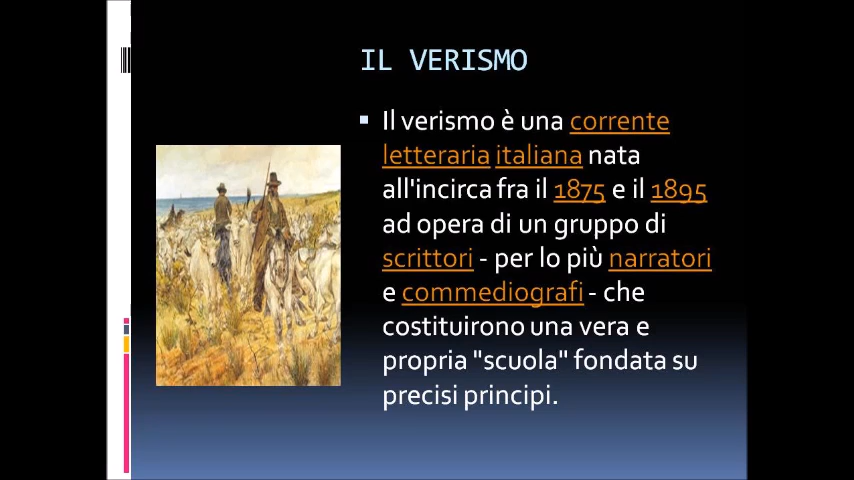 IL VERISMO
Il verismo è una corrente
letteraria italiana nata
all'incirca fra il 1875 e il 1895
ad opera di un gruppo di
scrittori - per lo più narratori
e commediografi - che
costituirono una vera e
propria "scuola" fondata su
precisi principi.